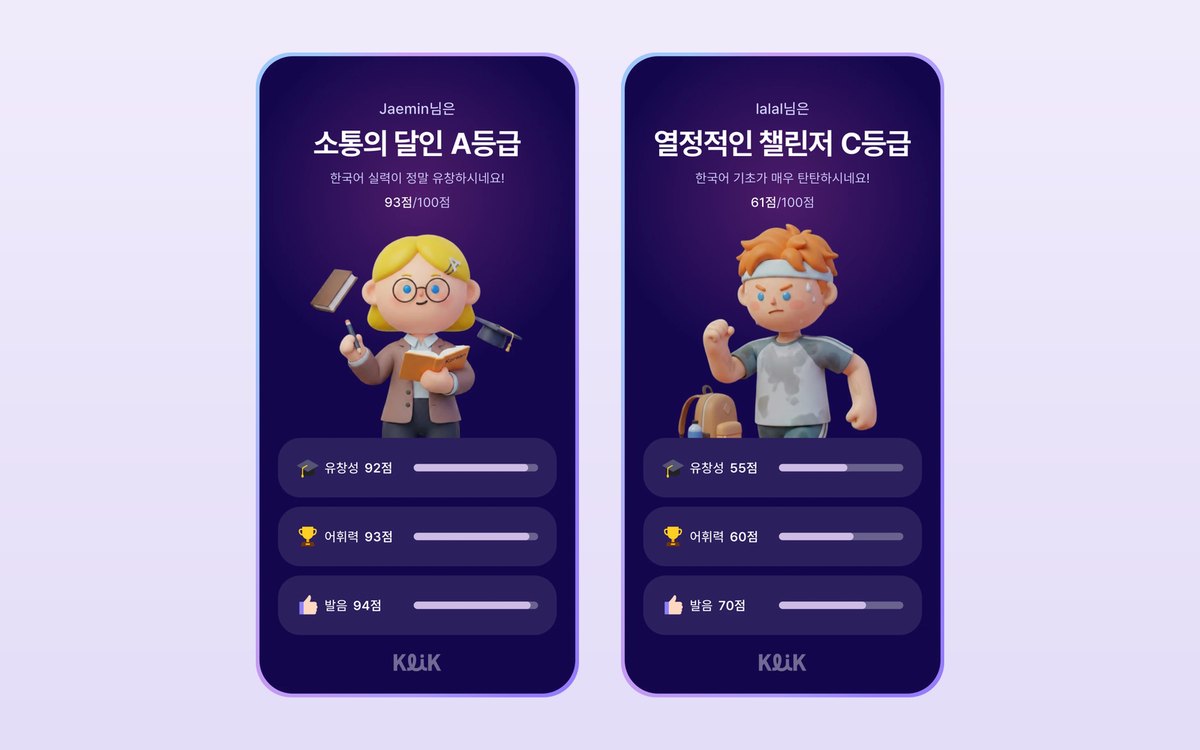 Jaemin님은
소통의 달인 A등급
한국어 실력이 정말 유창하시네요!
93점/100점
유창성 92점
어휘력 93점
발음 94점
KliK
lalal님은
열정적인 챌린저 C등급
한국어 기초가 매우 탄탄하시네요!
61점/100점
유창성 55점
어휘력 60점
발음 70점
KliK